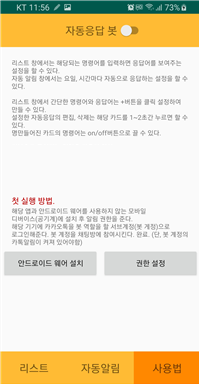 KT 11:56 73%
자동응답 봇
리스트 창에서는 해당되는 명령어를 입력하면 응답어를 보여주는
설정을 할 수 있다.
자동 알림 창에서는 요일, 시간마다 자동으로 응답하는 설정을 할 수
있다.
리스트 창에서 간단한 명령어와 응답어는 +버튼을 클릭 설정하여
만들 수 있다.
설정한 자동응답의 편집, 삭제는 해당 카드를 1~2초간 누르면 할 수
있다.
명만들어진 카드의 명령어는 on/off버튼으로 끌 수 있다.
첫 실행 방법.
해당 앱과 안드로이드 웨어를 사용하지 않는 모바일
디바이스(공기계)에 설치 후 알림 권한을 준다.
해당 기기에 카카오톡을 봇 역할을 할 서브계정(봇 계정)으로
로그인해준다. 봇 계정을 채팅방에 참여시킨다. 완료. (단, 봇 계정의
카톡알람이 켜져 있어야함)
안드로이드 웨어 설치
권한 설정
리스트 자동알림 사용법